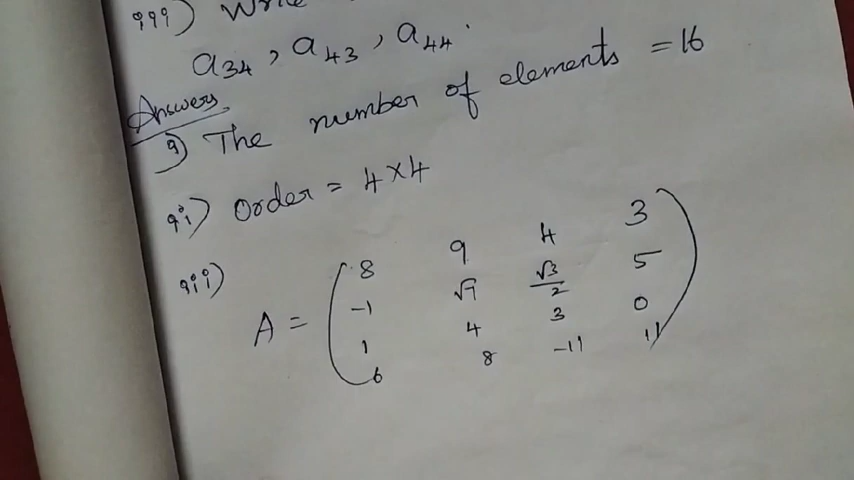 iii) Write
a34, a43, a44.
Answers
i) The number of elements = 16
ii) Order = 4×4
iii)
8 9 4 3
-1 √7 √3/2 5
A =
1 4 3 0
6 8 -11 11